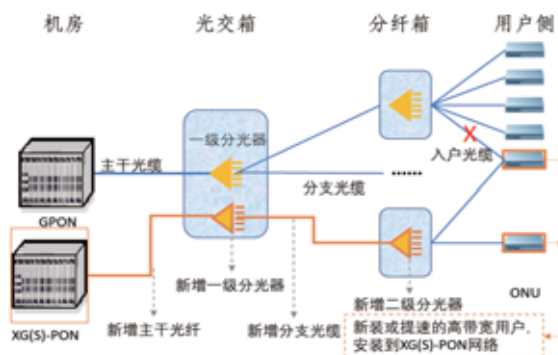 机房 光交箱 分纤箱 用户侧
一级分光器
主干光缆
入户光缆
分支光缆 ······
GPON
新增一级分光器 新增二级分光器 ONU
XG(S)-PON 新增主干光纤 新增分支光缆
新装或提速的高带宽用户，
安装到XG(S)-PON网络